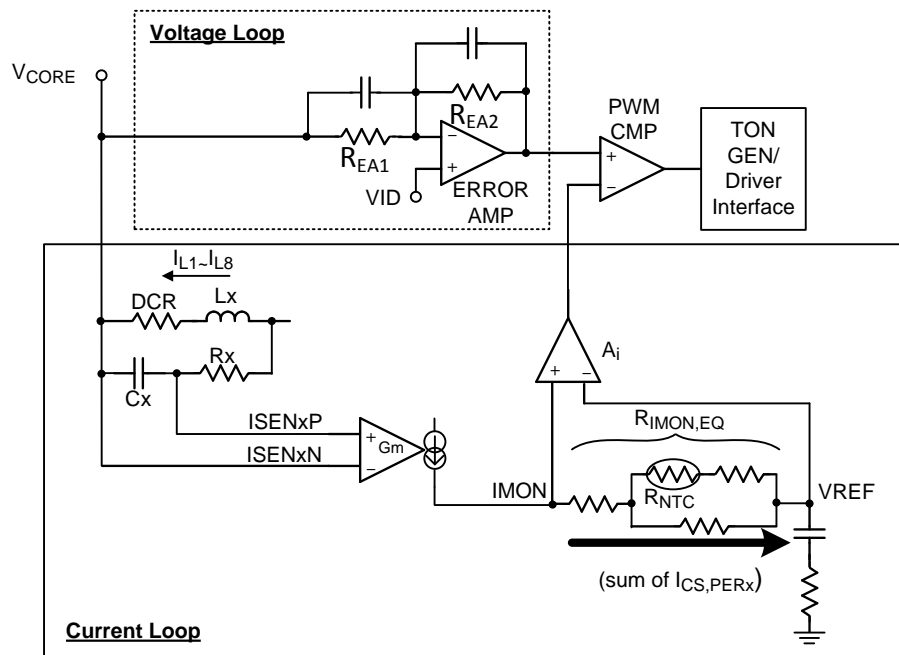 Voltage Loop
VCORE
REA2
REA1
VID
ERROR
AMP
PWM
CMP
TON
GEN/
Driver
Interface
IL1~IL8
DCR
Lx
Rx
Cx
ISENxP
ISENxN
Gm
+
−
Ai
RIMON,EQ
IMON
RNTC
VREF
(sum of ICS,PERx)
Current Loop